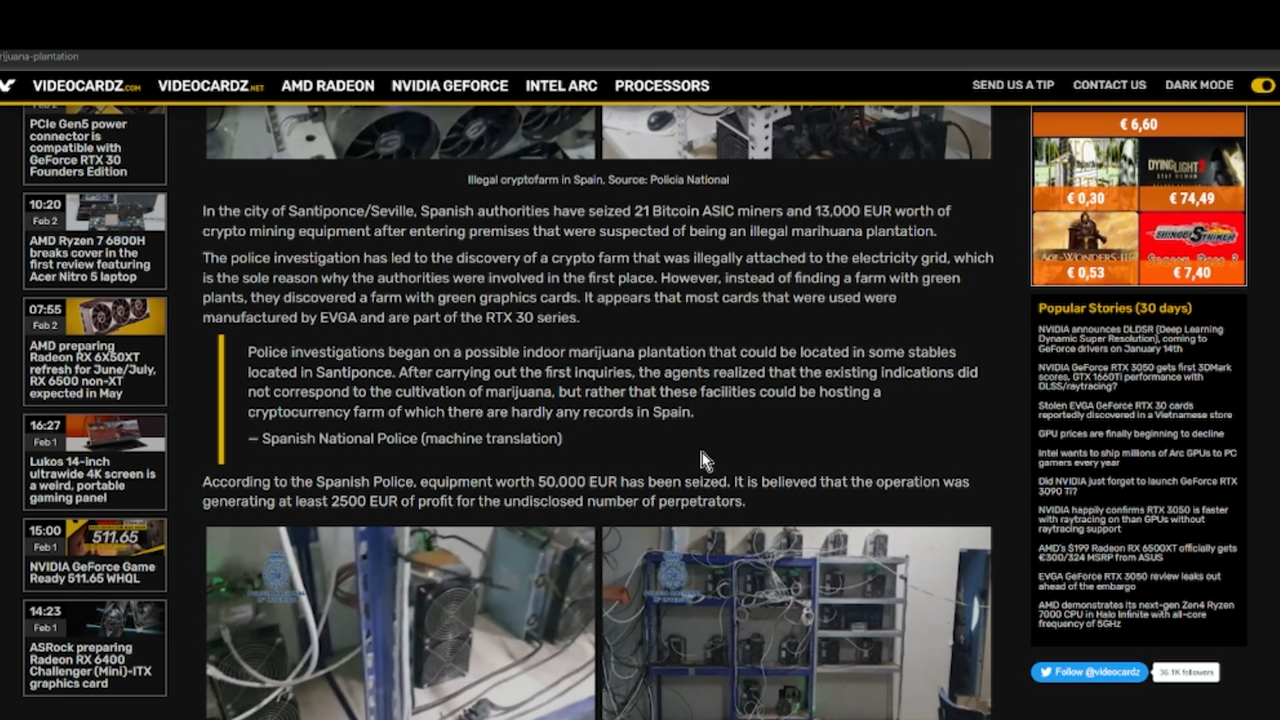 rijuana-plantation
VIDEOCARDZ.COM VIDEOCARDZ.NET AMD RADEON NVIDIA GEFORCE INTEL ARC PROCESSORS SEND US A TIP CONTACT US DARK MODE
PCIe Gen5 power
connector is
compatible with
GeForce RTX 30
Founders Edition
10:20
Feb 2
AMD Ryzen 7 6800H
breaks cover in the
first review featuring
Acer Nitro 5 laptop
07:55
Feb 2
AMD preparing
Radeon RX 6X50XT
refresh for June/July,
RX 6500 non-XT
expected in May
16:27
Feb 1
Lukos 14-inch
ultrawide 4K screen is
a weird, portable
gaming panel
15:00
Feb 1
511.65
NVIDIA GeForce Game
Ready 511.65 WHQL
14:23
Feb 1
ASRock preparing
Radeon RX 6400
Challenger (Mini)-ITX
graphics card
Illegal cryptofarm in Spain, Source: Policia National
In the city of Santiponce/Seville, Spanish authorities have seized 21 Bitcoin ASIC miners and 13,000 EUR worth of
crypto mining equipment after entering premises that were suspected of being an illegal marihuana plantation.
The police investigation has led to the discovery of a crypto farm that was illegally attached to the electricity grid, which
is the sole reason why the authorities were involved in the first place. However, instead of finding a farm with green
plants, they discovered a farm with green graphics cards. It appears that most cards that were used were
manufactured by EVGA and are part of the RTX 30 series.
Police investigations began on a possible indoor marijuana plantation that could be located in some stables
located in Santiponce. After carrying out the first inquiries, the agents realized that the existing indications did
not correspond to the cultivation of marijuana, but rather that these facilities could be hosting a
cryptocurrency farm of which there are hardly any records in Spain.
— Spanish National Police (machine translation)
According to the Spanish Police, equipment worth 50,000 EUR has been seized. It is believed that the operation was
generating at least 2500 EUR of profit for the undisclosed number of perpetrators.
€ 6,60
DYING LIGHT 2
€ 0,30 € 74,49
AGE OF WONDERS III
SHINOBI STRIKER
€ 0,53 € 7,40
Popular Stories (30 days)
NVIDIA announces DLDSR (Deep Learning
Dynamic Super Resolution), coming to
GeForce drivers on January 14th
NVIDIA GeForce RTX 3050 gets first 3DMark
scores, GTX 1660Ti performance with
DLSS/raytracing?
Stolen EVGA GeForce RTX 30 cards
reportedly discovered in a Vietnamese store
GPU prices are finally beginning to decline
Intel wants to ship millions of Arc GPUs to PC
gamers every year
Did NVIDIA just forget to launch GeForce RTX
3090 Ti?
NVIDIA happily confirms RTX 3050 is faster
with raytracing on than GPUs without
raytracing support
AMD's $199 Radeon RX 6500XT officially gets
€300/324 MSRP from ASUS
EVGA GeForce RTX 3050 review leaks out
ahead of the embargo
AMD demonstrates its next-gen Zen4 Ryzen
7000 CPU in Halo Infinite with all-core
frequency of 5GHz
Follow @videocardz 36.1K followers